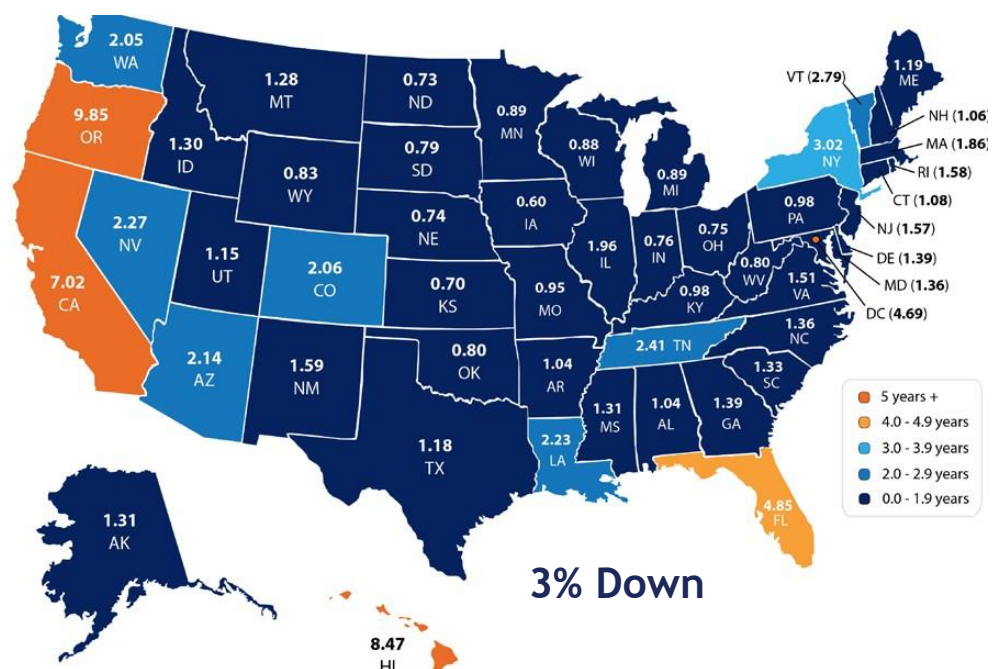 2.05
WA
9.85
OR
7.02
CA
2.27
NV
1.30
ID
1.28
MT
0.83
WY
1.15
UT
2.06
CO
2.14
AZ
1.59
NM
0.73
ND
0.79
SD
0.74
NE
0.70
KS
0.80
OK
1.18
TX
0.89
MN
0.60
IA
0.95
MO
1.04
AR
2.23
LA
0.88
WI
1.96
IL
0.89
MI
0.76
IN
0.75
OH
0.98
KY
2.41 TN
1.31
MS
1.04
AL
1.39
GA
4.85
FL
1.33
SC
1.36
NC
1.51
VA
0.80
WV
0.98
PA
3.02
NY
1.19
ME
VT (2.79)
NH (1.06)
MA (1.86)
RI (1.58)
CT (1.08)
NJ (1.57)
DE (1.39)
MD (1.36)
DC (4.69)
5 years +
4.0 - 4.9 years
3.0 - 3.9 years
2.0 - 2.9 years
0.0 - 1.9 years
1.31
AK
8.47
HI
3% Down